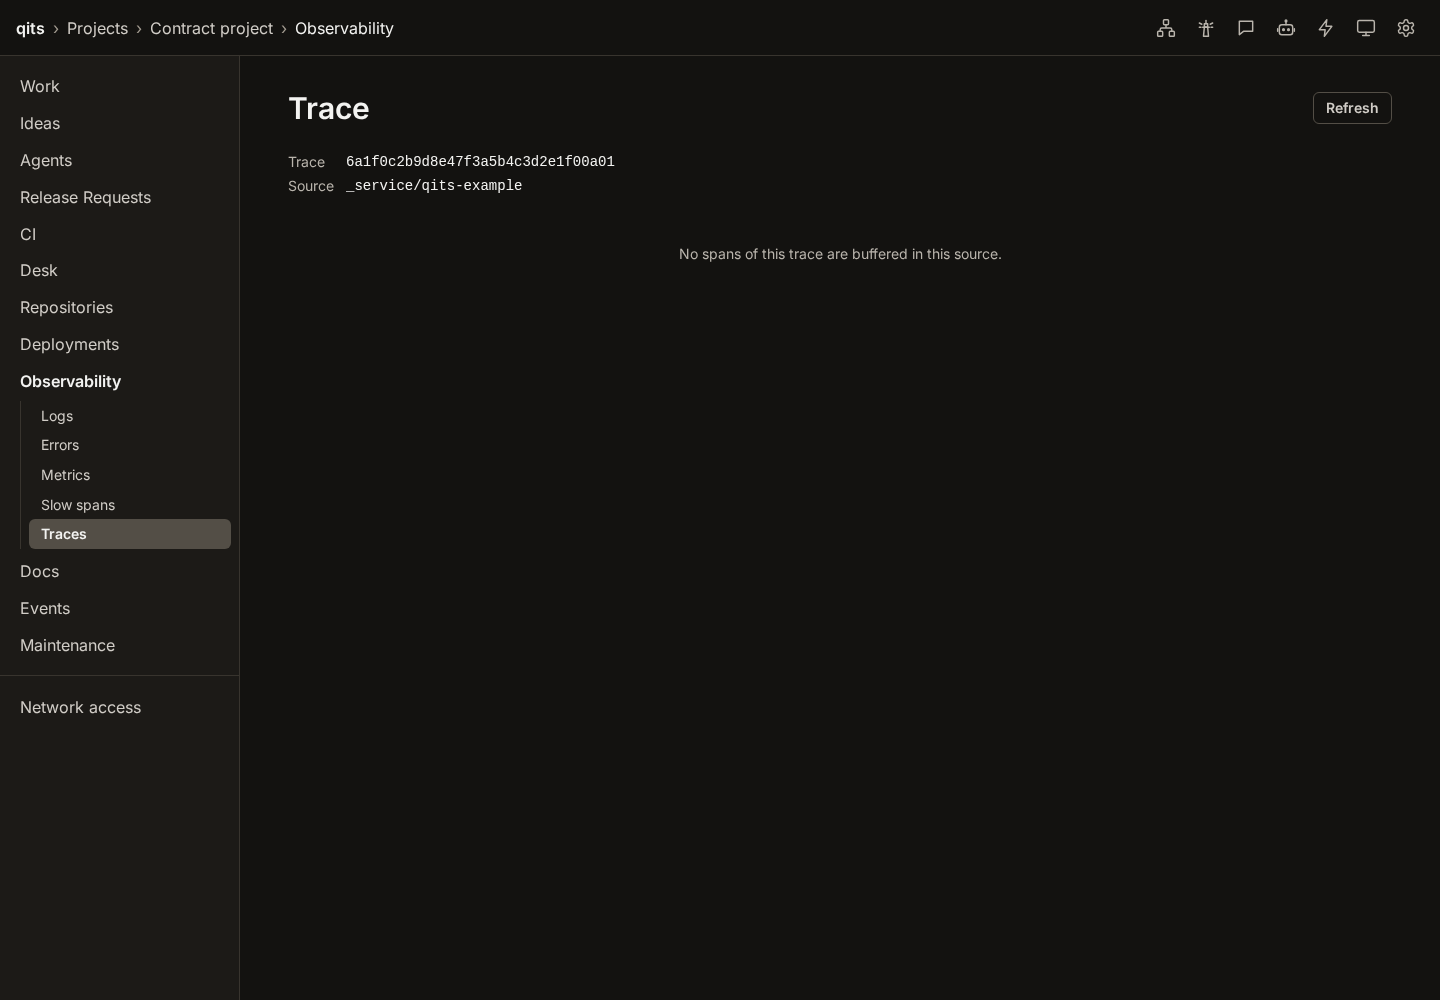 qits › Projects › Contract project › Observability
Work
Ideas
Agents
Release Requests
CI
Desk
Repositories
Deployments
Observability
Logs
Errors
Metrics
Slow spans
Traces
Docs
Events
Maintenance
Network access
Trace
Refresh
Trace 6a1f0c2b9d8e47f3a5b4c3d2e1f00a01
Source _service/qits-example
No spans of this trace are buffered in this source.